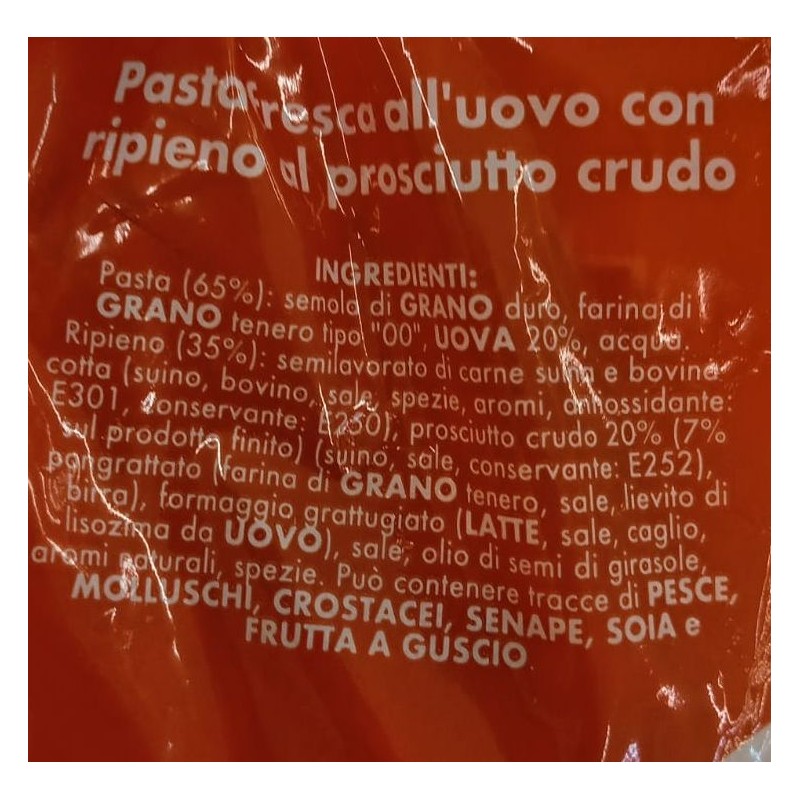 Pasta fresca all'uovo con
ripieno al prosciutto crudo
INGREDIENTI:
Pasta (65%): semola di GRANO duro, farina di
GRANO tenero tipo "00", UOVA 20%, acqua.
Ripieno (35%): semilavorato di carne suina e bovina
cotta (suino, bovino, sale, spezie, aromi, antiossidante:
E301, conservante: E250), prosciutto crudo 20% (7%
sul prodotto finito) (suino, sale, conservante: E252),
pangrattato (farina di GRANO tenero, sale, lievito di
birra), formaggio grattugiato (LATTE, sale, caglio,
lisozima da UOVO), sale, olio di semi di girasole,
aromi naturali, spezie. Può contenere tracce di PESCE,
MOLLUSCHI, CROSTACEI, SENAPE, SOIA e
FRUTTA A GUSCIO.